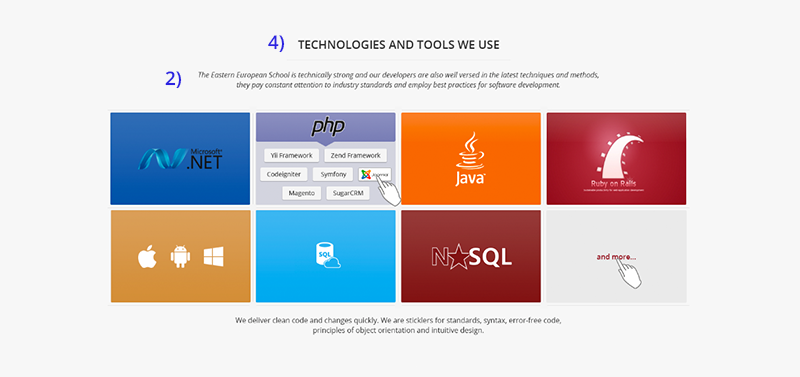 4) TECHNOLOGIES AND TOOLS WE USE
2) The Eastern European School is technically strong and our developers are also well versed in the latest techniques and methods,
they pay constant attention to industry standards and employ best practices for software development.
Microsoft®
.NET
php
Yii Framework
Zend Framework
CodeIgniter
Symfony
Magento
SugarCRM
Java
Ruby on Rails
SQL
NSQL
and more...
We deliver clean code and changes quickly. We are sticklers for standards, syntax, error-free code,
principles of object orientation and intuitive design.